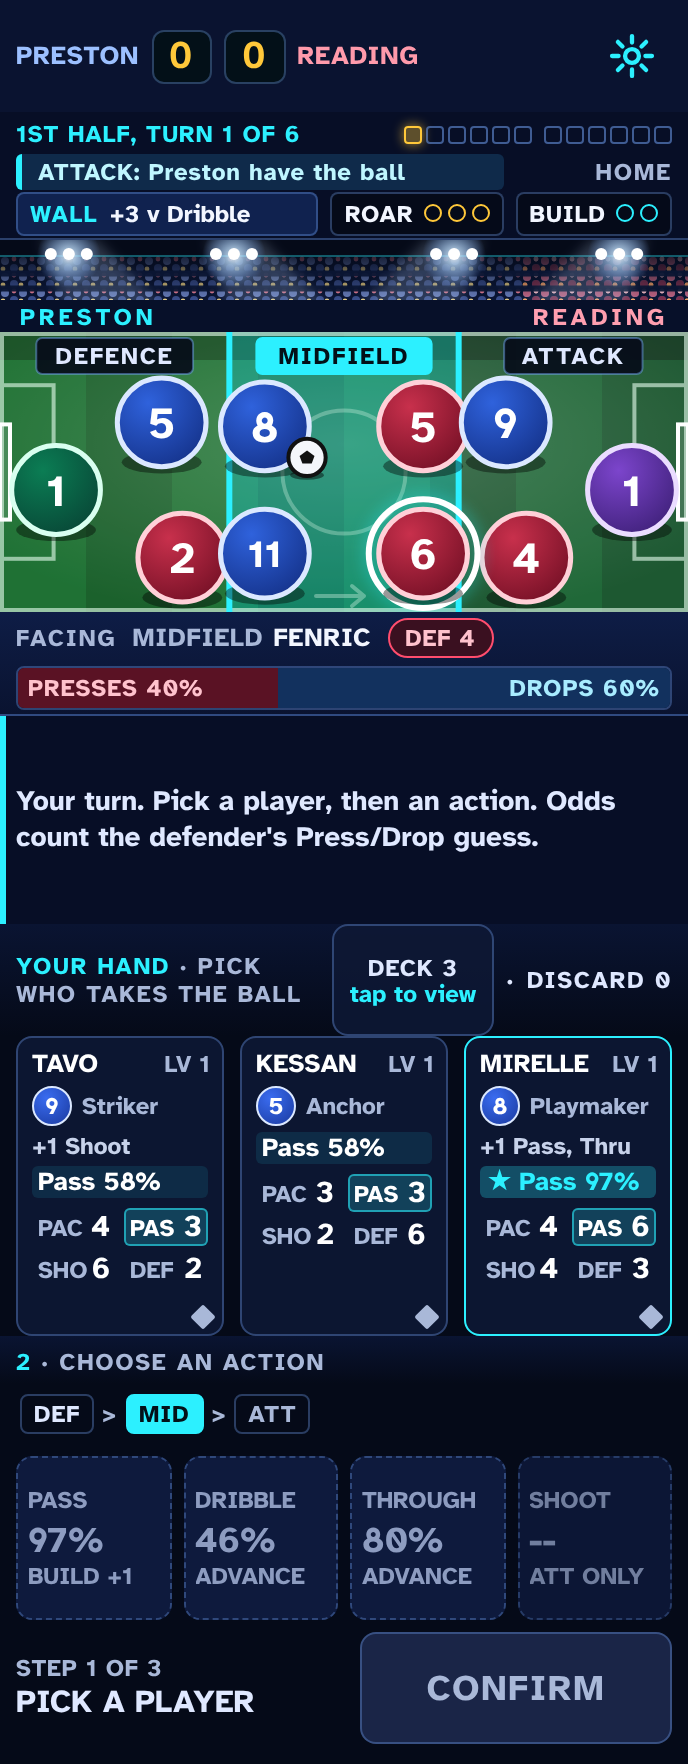 PRESTON 0 0 READING
1ST HALF, TURN 1 OF 6
ATTACK: Preston have the ball HOME
WALL +3 v Dribble ROAR BUILD
PRESTON READING
DEFENCE MIDFIELD ATTACK
5 8 5 9
1 1
2 11 6 4
FACING MIDFIELD FENRIC DEF 4
PRESSES 40% DROPS 60%
Your turn. Pick a player, then an action. Odds
count the defender's Press/Drop guess.
YOUR HAND · PICK
WHO TAKES THE BALL
DECK 3
tap to view
· DISCARD 0
TAVO LV 1
9 Striker
+1 Shoot
Pass 58%
PAC 4 PAS 3
SHO 6 DEF 2
KESSAN LV 1
5 Anchor
Pass 58%
PAC 3 PAS 3
SHO 2 DEF 6
MIRELLE LV 1
8 Playmaker
+1 Pass, Thru
★ Pass 97%
PAC 4 PAS 6
SHO 4 DEF 3
2 · CHOOSE AN ACTION
DEF > MID > ATT
PASS
97%
BUILD +1
DRIBBLE
46%
ADVANCE
THROUGH
80%
ADVANCE
SHOOT
--
ATT ONLY
STEP 1 OF 3
PICK A PLAYER
CONFIRM